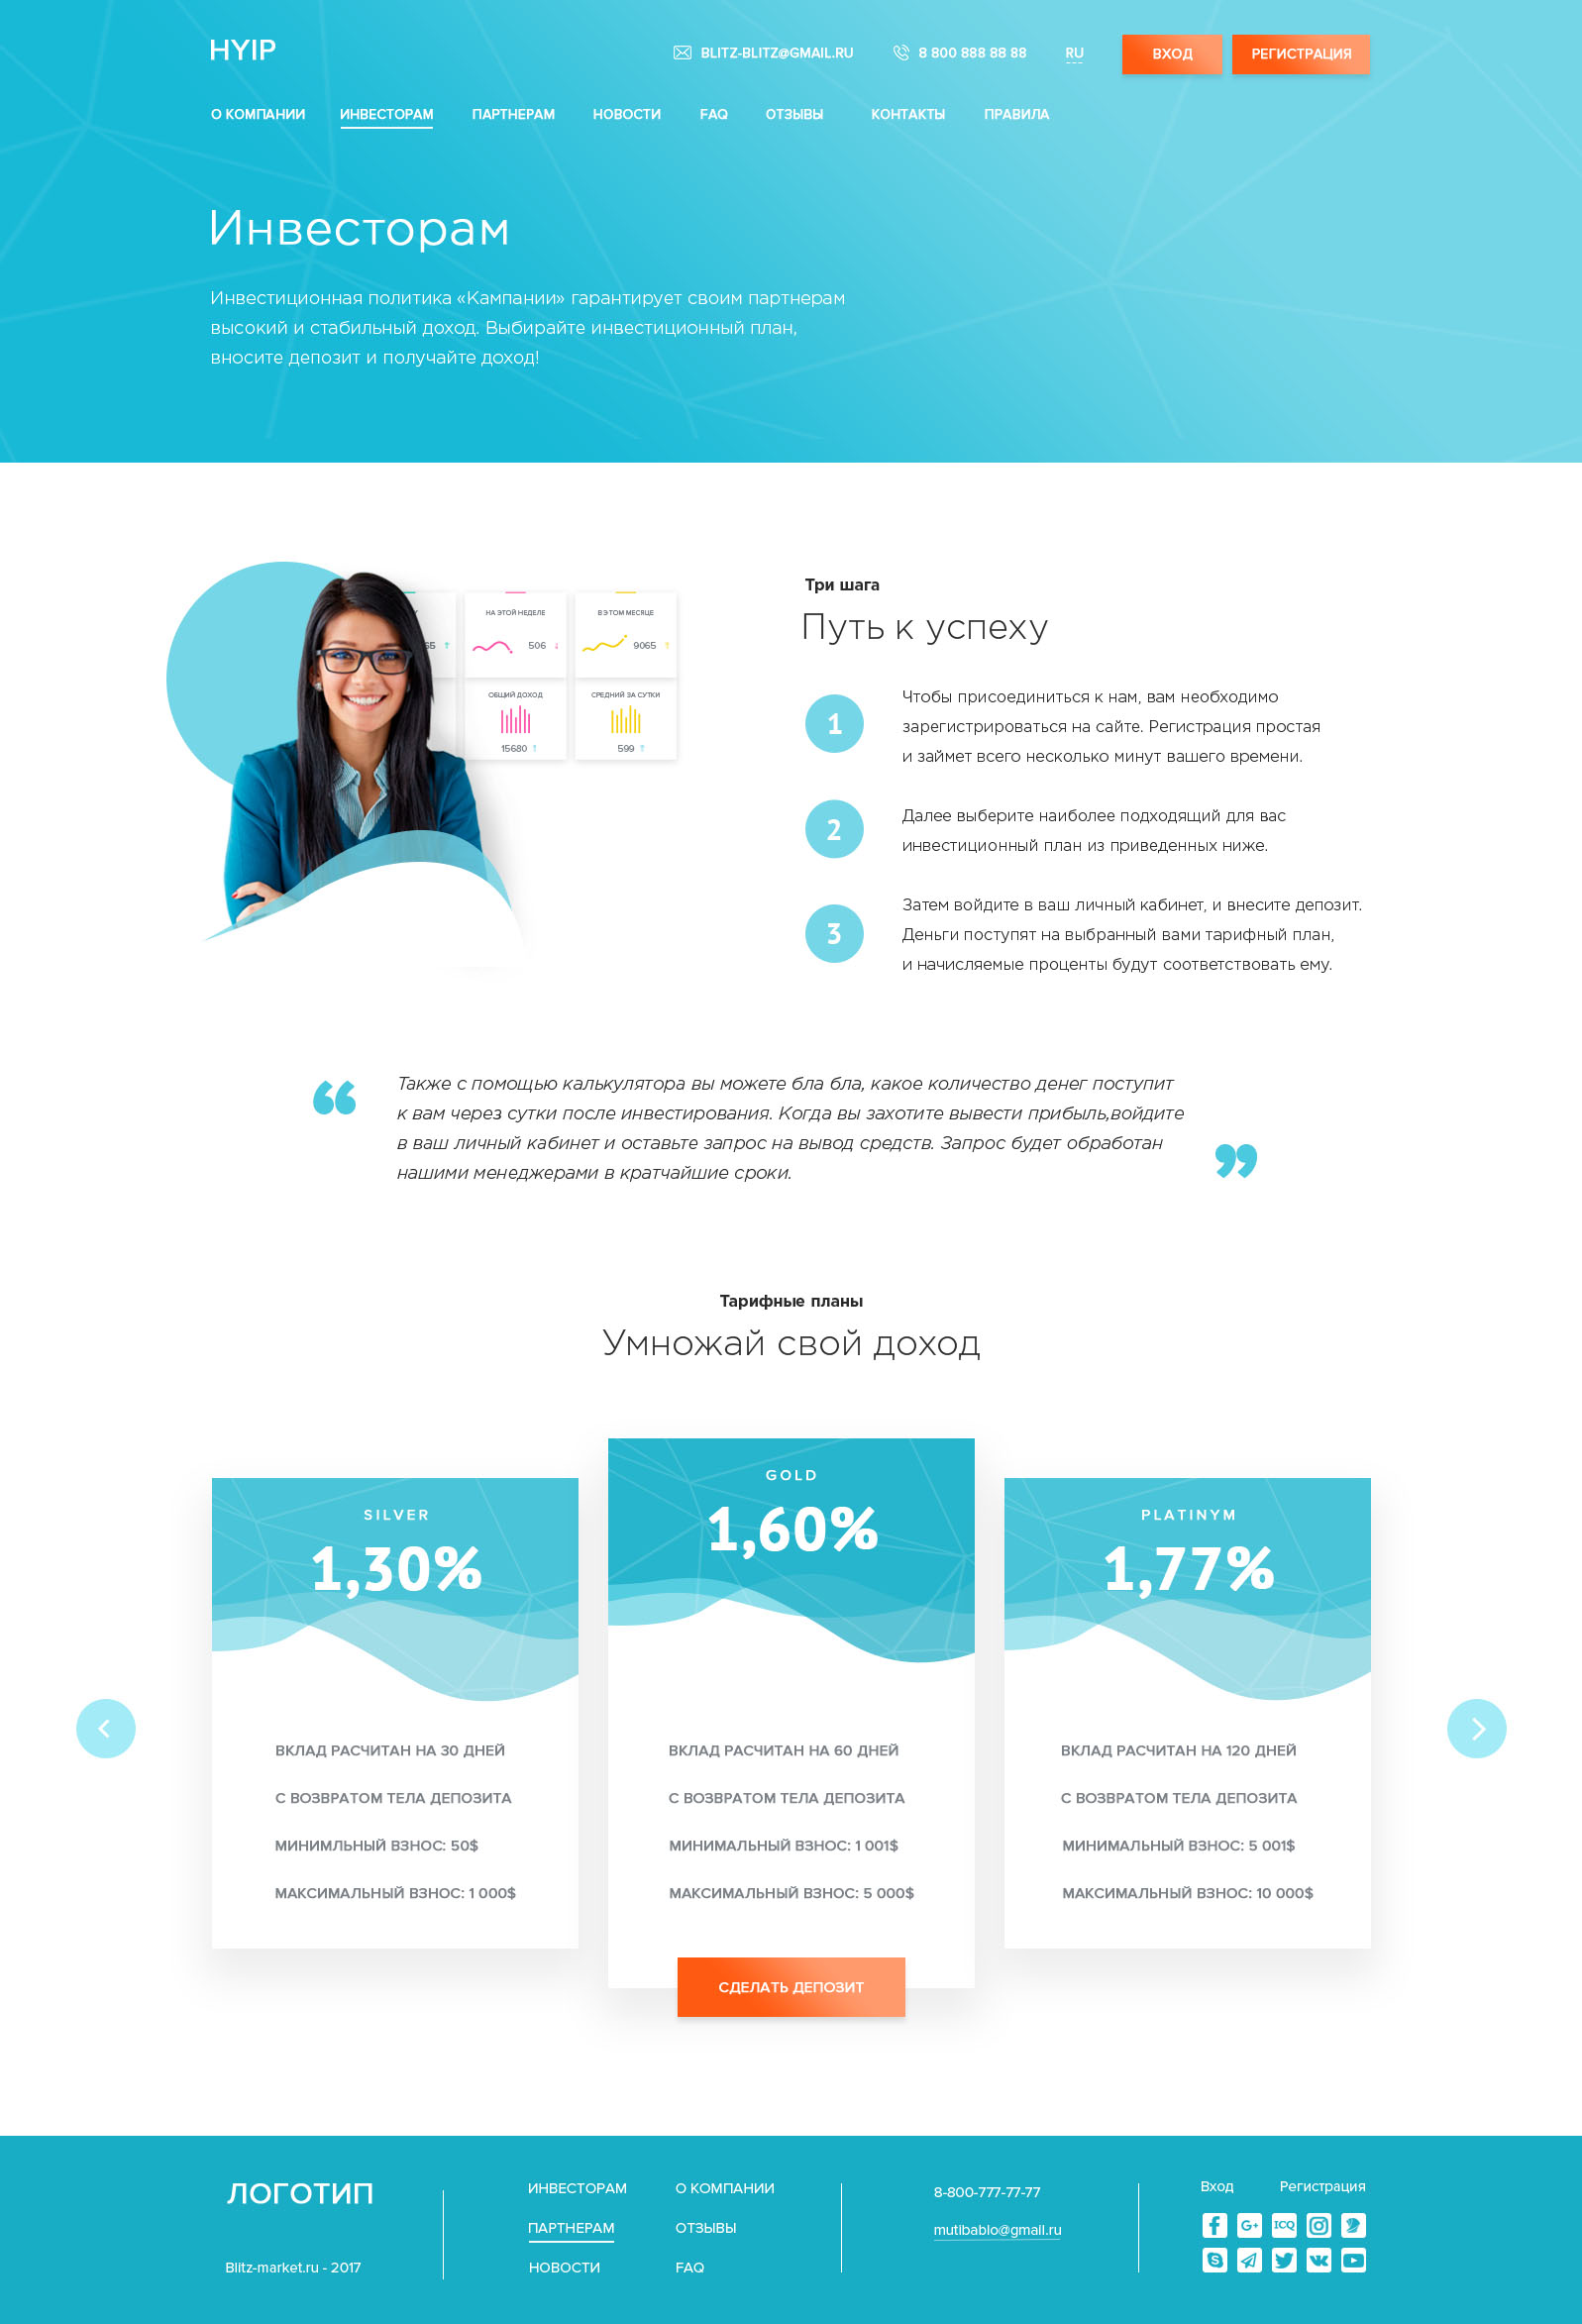 HYIP
BLITZ-BLITZ@GMAIL.RU
8 800 888 88 88
RU
ВХОД
РЕГИСТРАЦИЯ
О КОМПАНИИ
ИНВЕСТОРАМ
ПАРТНЕРАМ
НОВОСТИ
FAQ
ОТЗЫВЫ
КОНТАКТЫ
ПРАВИЛА
Инвесторам
Инвестиционная политика «Кампании» гарантирует своим партнерам
высокий и стабильный доход. Выбирайте инвестиционный план,
вносите депозит и получайте доход!
НА ЭТОЙ НЕДЕЛЕ
506
В ЭТОМ МЕСЯЦЕ
9065
ОБЩИЙ ДОХОД
15680
СРЕДНИЙ ЗА СУТКИ
599
Три шага
Путь к успеху
1
Чтобы присоединиться к нам, вам необходимо
зарегистрироваться на сайте. Регистрация простая
и займет всего несколько минут вашего времени.
2
Далее выберите наиболее подходящий для вас
инвестиционный план из приведенных ниже.
3
Затем войдите в ваш личный кабинет, и внесите депозит.
Деньги поступят на выбранный вами тарифный план,
и начисляемые проценты будут соответствовать ему.
Также с помощью калькулятора вы можете бла бла, какое количество денег поступит
к вам через сутки после инвестирования. Когда вы захотите вывести прибыль,войдите
в ваш личный кабинет и оставьте запрос на вывод средств. Запрос будет обработан
нашими менеджерами в кратчайшие сроки.
Тарифные планы
Умножай свой доход
SILVER
1,30%
ВКЛАД РАСЧИТАН НА 30 ДНЕЙ
С ВОЗВРАТОМ ТЕЛА ДЕПОЗИТА
МИНИМЛЬНЫЙ ВЗНОС: 50$
МАКСИМАЛЬНЫЙ ВЗНОС: 1 000$
GOLD
1,60%
ВКЛАД РАСЧИТАН НА 60 ДНЕЙ
С ВОЗВРАТОМ ТЕЛА ДЕПОЗИТА
МИНИМАЛЬНЫЙ ВЗНОС: 1 001$
МАКСИМАЛЬНЫЙ ВЗНОС: 5 000$
СДЕЛАТЬ ДЕПОЗИТ
PLATINYM
1,77%
ВКЛАД РАСЧИТАН НА 120 ДНЕЙ
С ВОЗВРАТОМ ТЕЛА ДЕПОЗИТА
МИНИМАЛЬНЫЙ ВЗНОС: 5 001$
МАКСИМАЛЬНЫЙ ВЗНОС: 10 000$
ЛОГОТИП
Blitz-market.ru - 2017
ИНВЕСТОРАМ
ПАРТНЕРАМ
НОВОСТИ
О КОМПАНИИ
ОТЗЫВЫ
FAQ
8-800-777-77-77
mutibabio@gmail.ru
Вход
Регистрация
ICQ